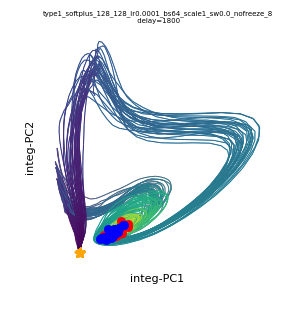 type1_softplus_128_128_lr0.0001_bs64_scale1_sw0.0_nofreeze_8
delay=1800
integ-PC2
integ-PC1